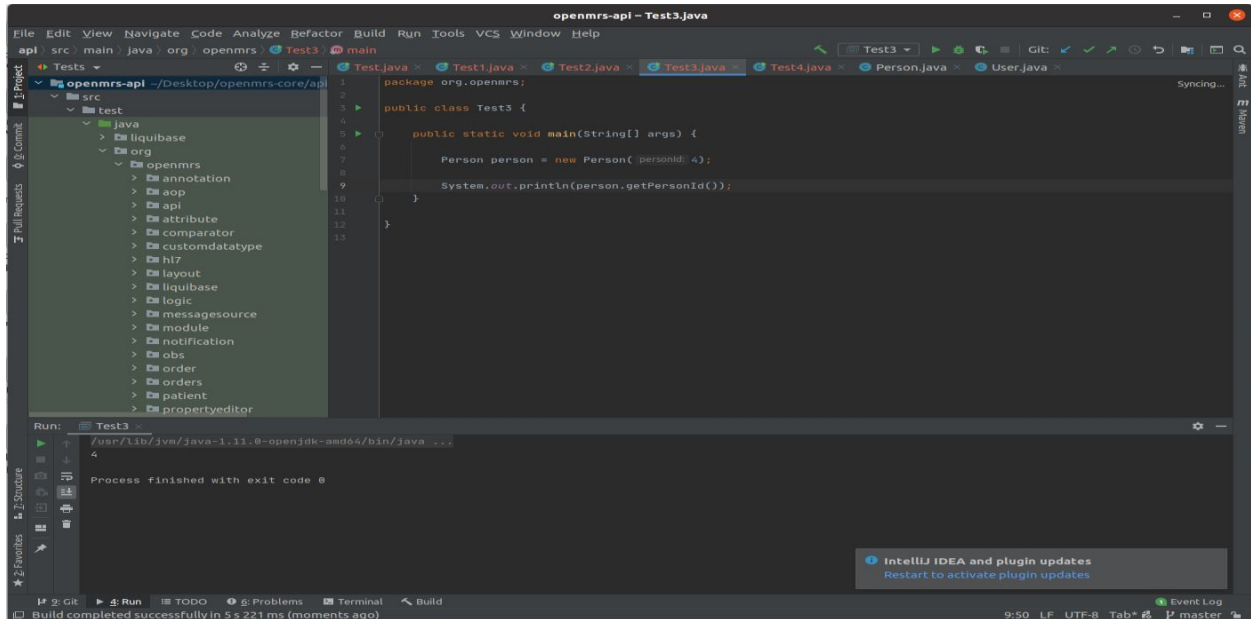 openmrs-api – Test3.java
File Edit View Navigate Code Analyze Refactor Build Run Tools VCS Window Help
api src main java org openmrs Test3 main
Test3
Git:
Tests
Test.java Test1.java Test2.java Test3.java Test4.java Person.java User.java
1: Project
0: Commit
Pull Requests
Ant
Maven
Syncing...
openmrs-api ~/Desktop/openmrs-core/api
src
test
java
liquibase
org
openmrs
annotation
aop
api
attribute
comparator
customdatatype
hl7
layout
liquibase
logic
messagesource
module
notification
obs
order
orders
patient
propertyeditor
1 package org.openmrs;
2
3 public class Test3 {
4
5 public static void main(String[] args) {
6
7 Person person = new Person( personId: 4);
8
9 System.out.println(person.getPersonId());
10 }
11
12 }
13
Run: Test3
/usr/lib/jvm/java-1.11.0-openjdk-amd64/bin/java ...
4
Process finished with exit code 0
7: Structure
2: Favorites
IntelliJ IDEA and plugin updates
Restart to activate plugin updates
9: Git 4: Run TODO 6: Problems Terminal Build
Event Log
Build completed successfully in 5 s 221 ms (moments ago)
9:50 LF UTF-8 Tab* master